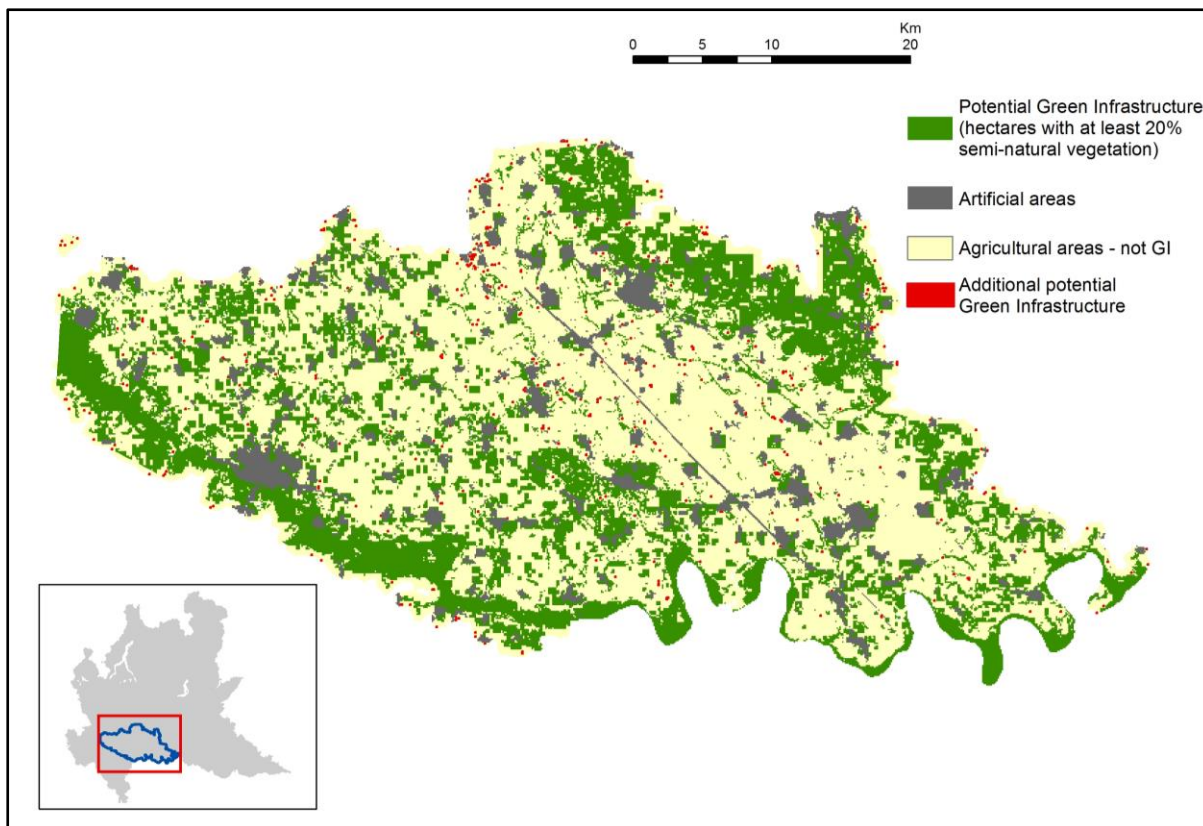 Km
0 5 10 20
Potential Green Infrastructure
(hectares with at least 20%
semi-natural vegetation)
Artificial areas
Agricultural areas - not GI
Additional potential
Green Infrastructure